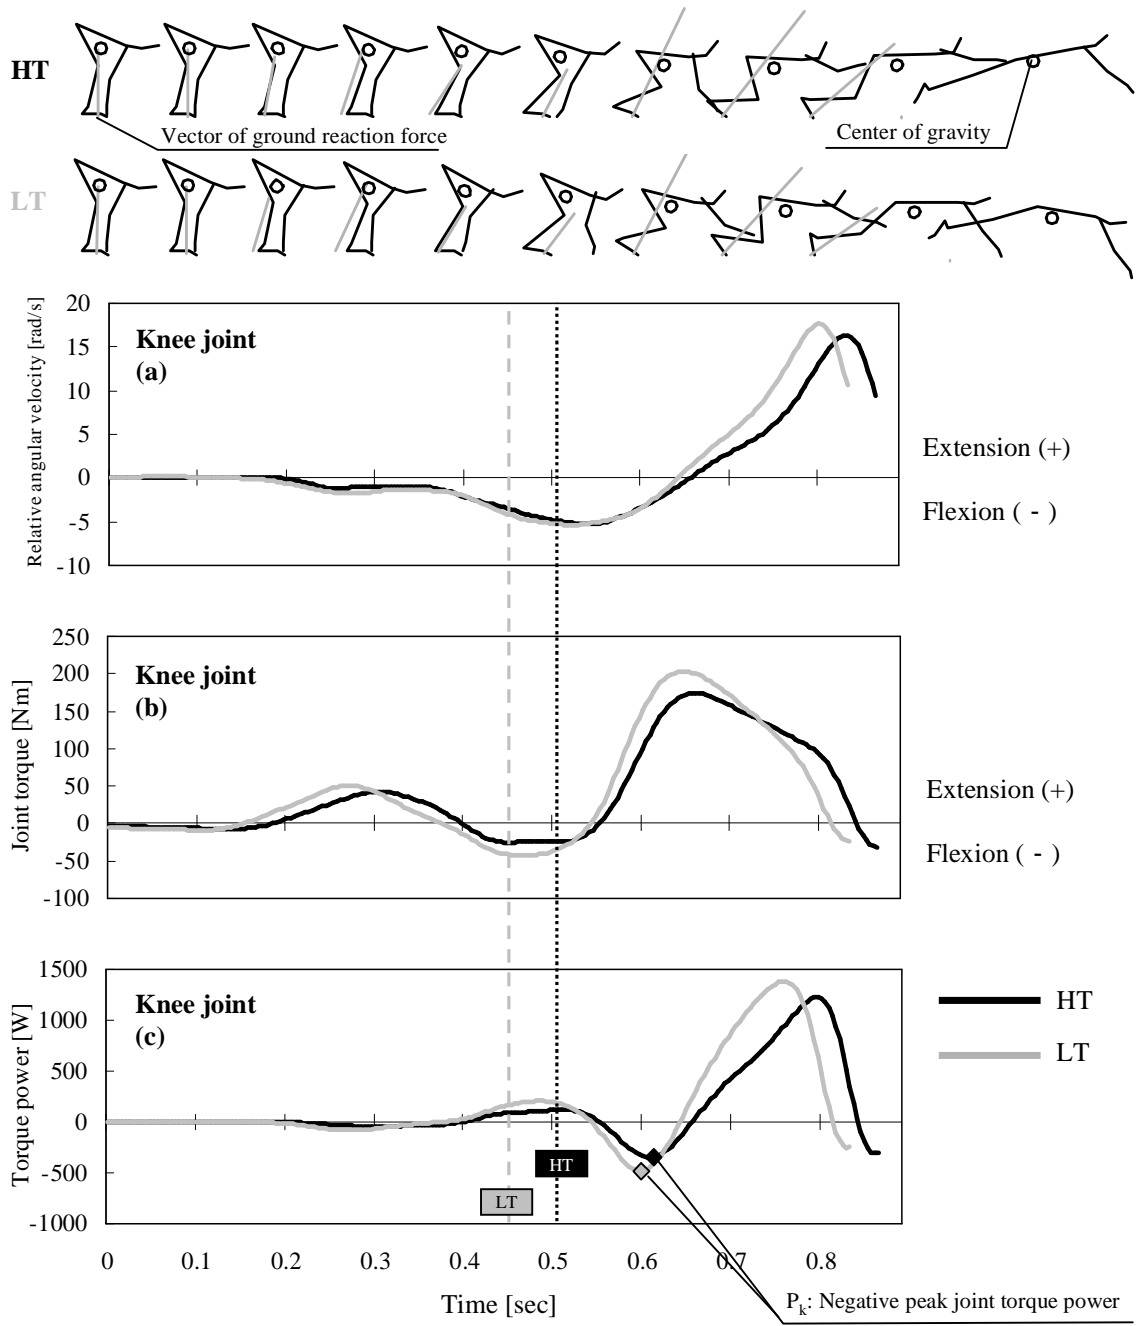 HT
Vector of ground reaction force
Center of gravity
LT
20
15
10
5
0
-5
-10
Relative angular velocity [rad/s]
Knee joint
(a)
Extension (+)
Flexion ( - )
250
200
150
100
50
0
-50
-100
Joint torque [Nm]
Knee joint
(b)
Extension (+)
Flexion ( - )
1500
1000
500
0
-500
-1000
Torque power [W]
Knee joint
(c)
HT
LT
HT
LT
0 0.1 0.2 0.3 0.4 0.5 0.6 0.7 0.8
Time [sec]
Pk: Negative peak joint torque power